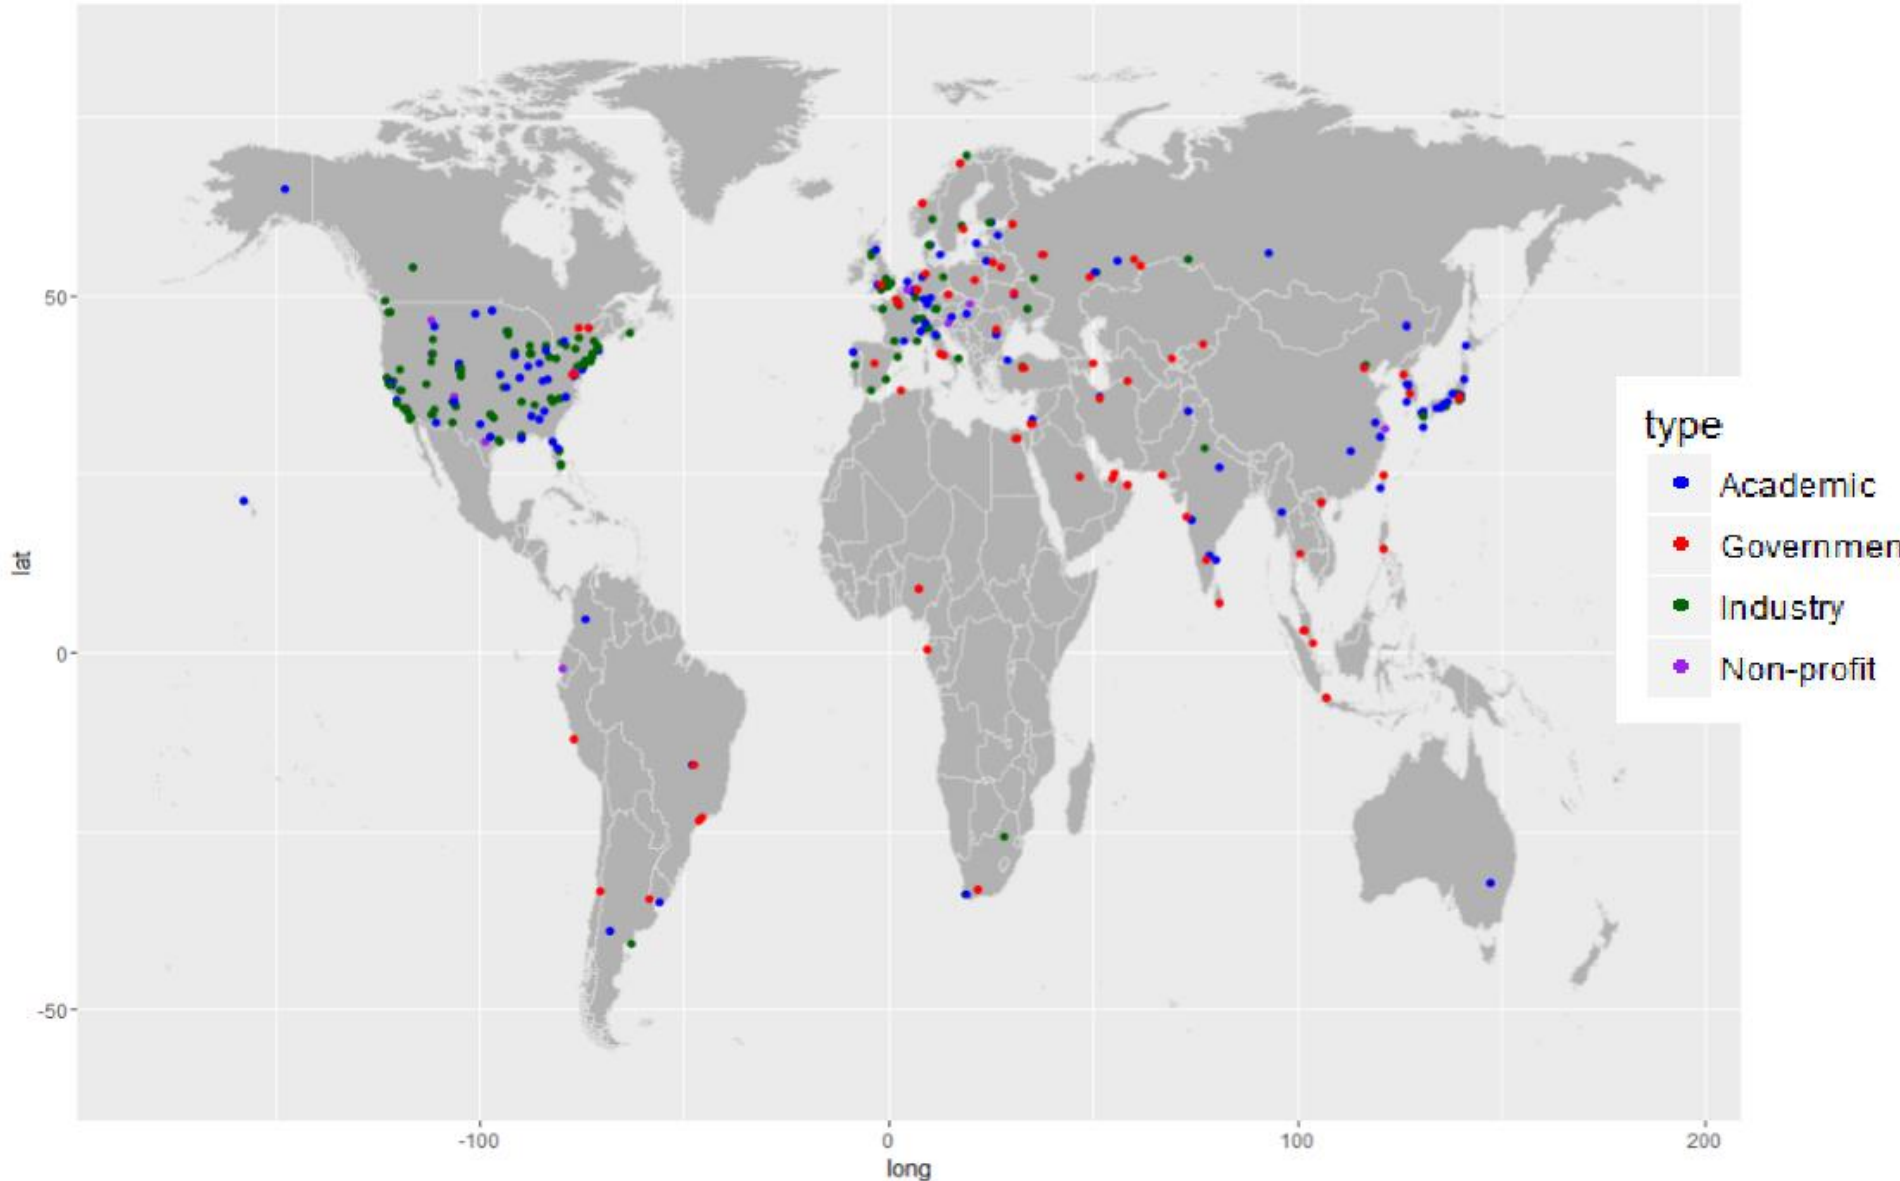 type
Academic
Governmen
Industry
Non-profit
lat
50
0
-50
-100
0
100
200
long